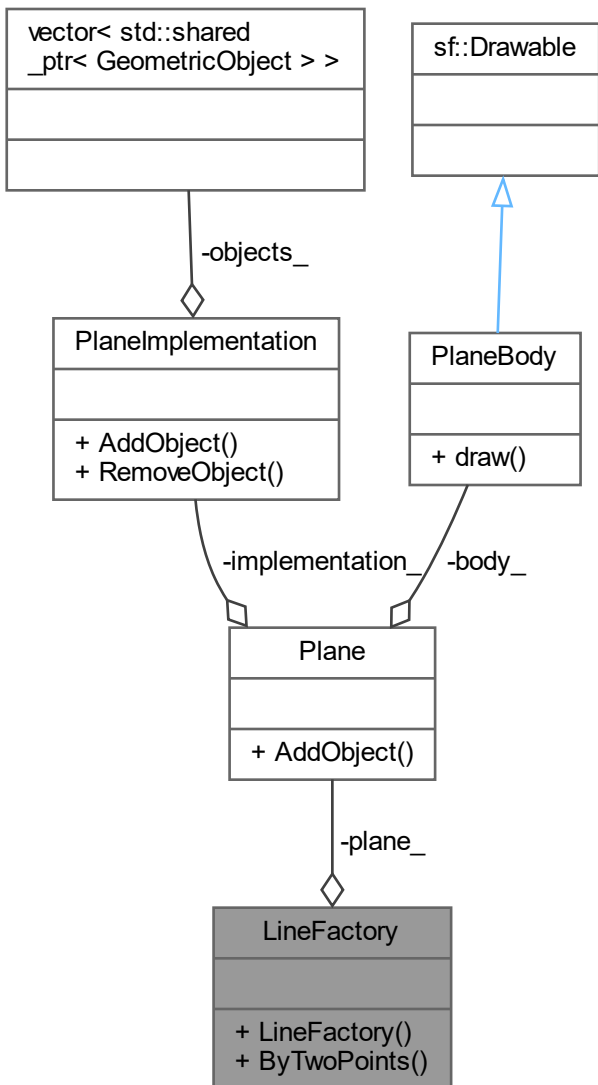 vector< std::shared
_ptr< GeometricObject > >
sf::Drawable
-objects_
PlaneImplementation
+ AddObject()
+ RemoveObject()
PlaneBody
+ draw()
-implementation_
-body_
Plane
+ AddObject()
-plane_
LineFactory
+ LineFactory()
+ ByTwoPoints()